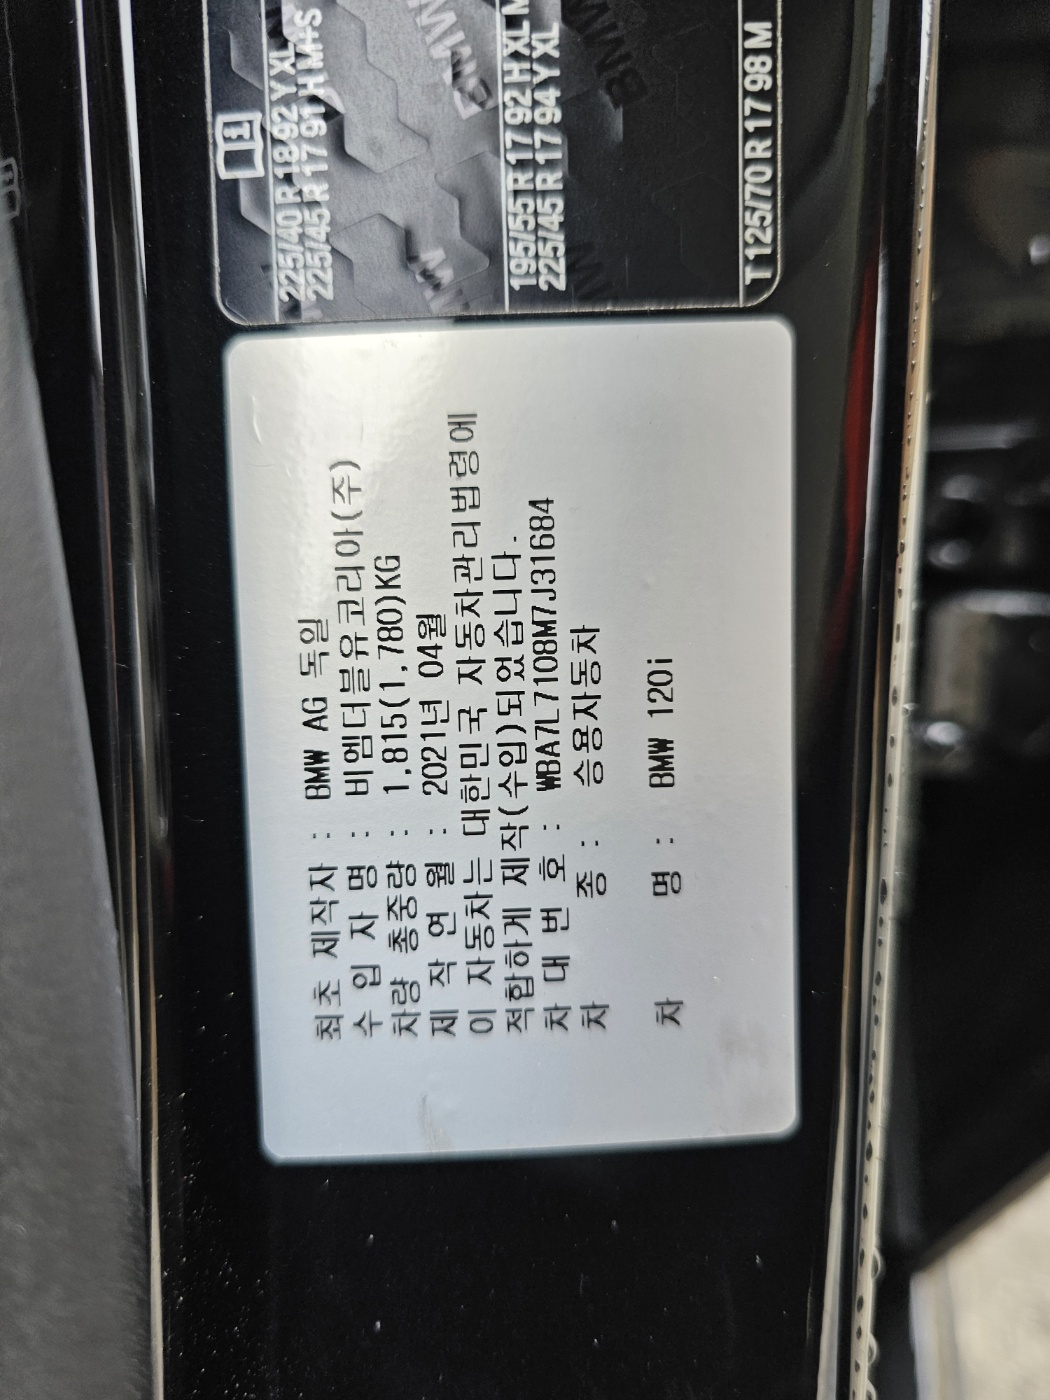 225/40 R 18 92 Y XL
225/45 R 17 91 H M+S
195/55 R 17 92 H XL M
225/45 R 17 94 Y XL
T 125/70 R 17 98 M
최초 제작자 : BMW AG 독일
수 입 자 명 : 비엠더블유코리아(주)
차량 총중량 : 1,815(1,780)KG
제 작 연 월 : 2021년 04월
이 자동차는 대한민국 자동차관리법령에
적합하게 제작(수입)되었습니다.
차 대 번 호 : WBA7L7108M7J31684
차 종 : 승용자동차
차 명 : BMW 120i